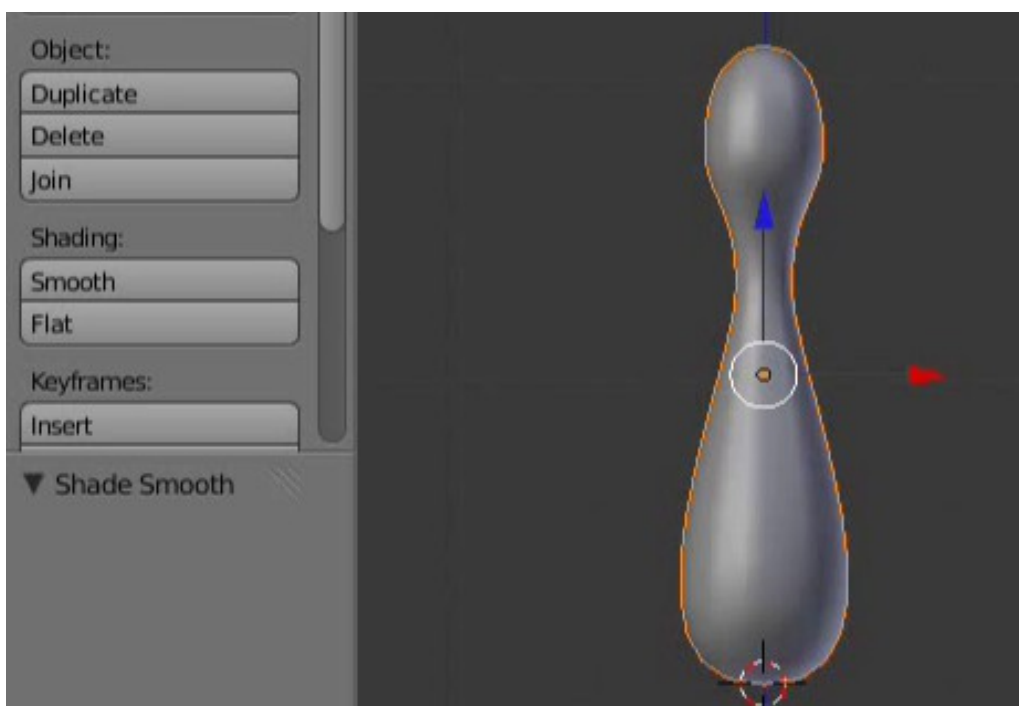 Object:
Duplicate
Delete
Join
Shading:
Smooth
Flat
Keyframes:
Insert
Shade Smooth